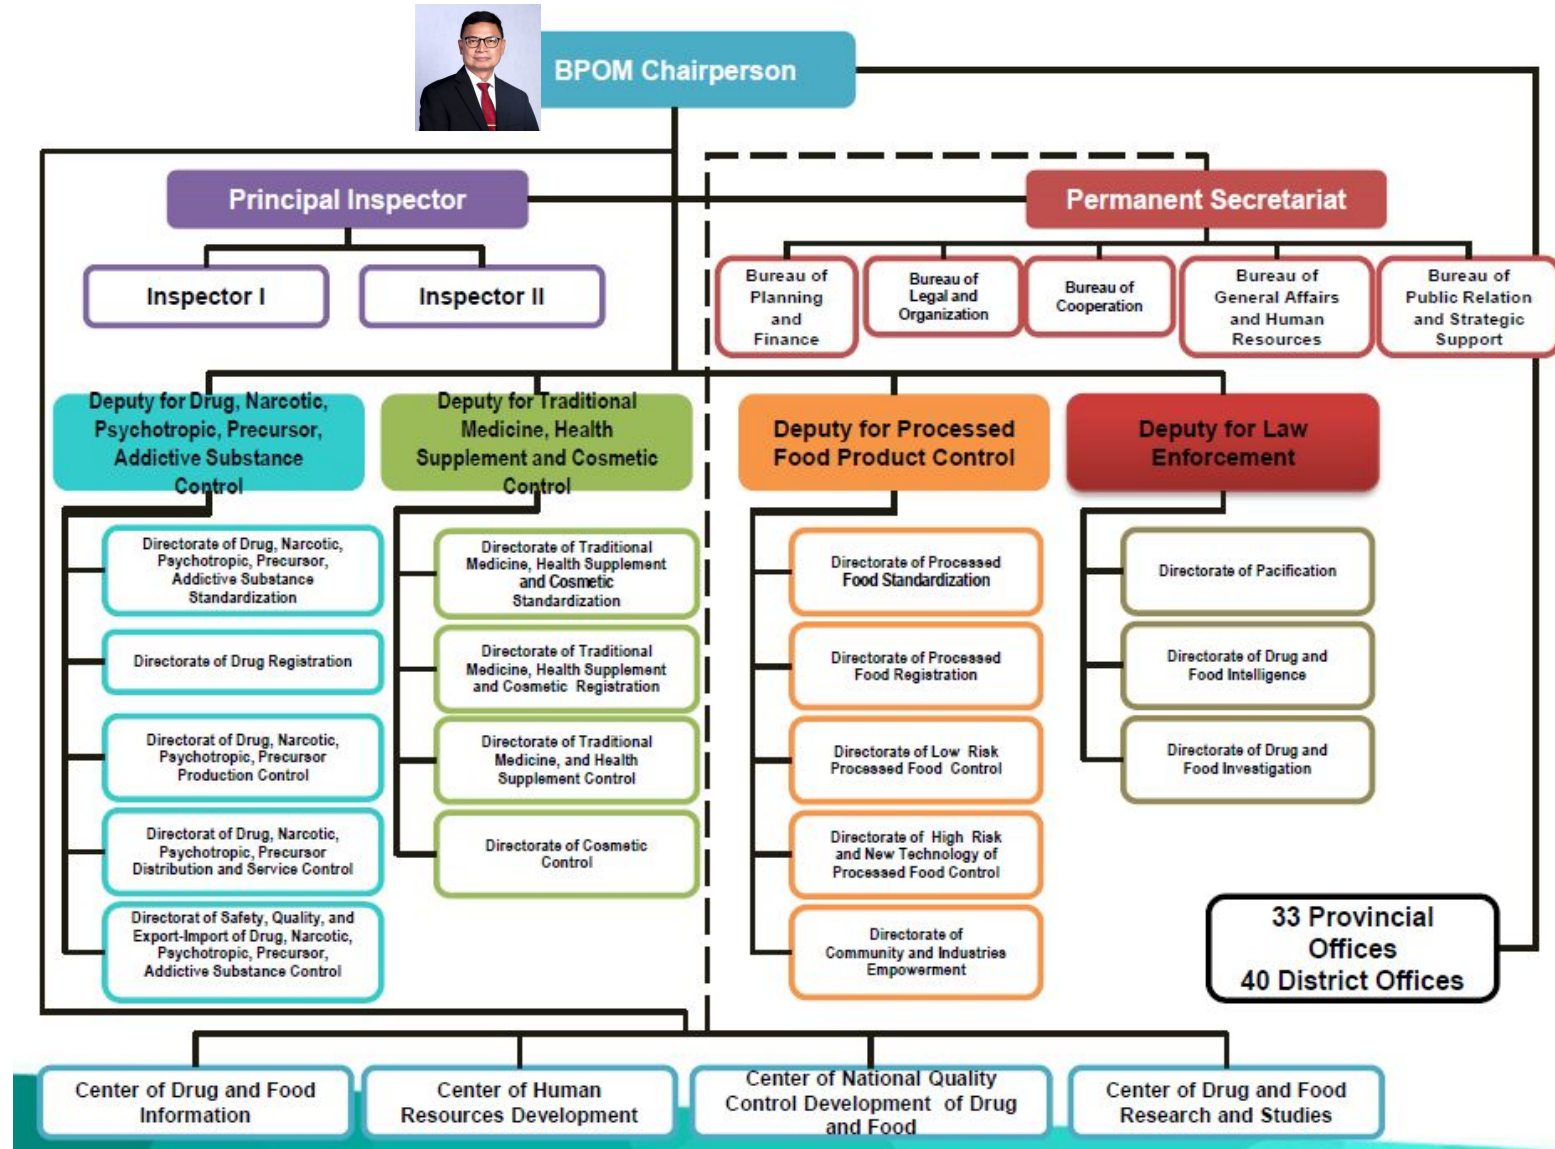 BPOM Chairperson
Principal Inspector
Permanent Secretariat
Inspector I
Inspector II
Bureau of
Planning
and
Finance
Bureau of
Legal and
Organization
Bureau of
Cooperation
Bureau of
General Affairs
and Human
Resources
Bureau of
Public Relation
and Strategic
Support
Deputy for Drug, Narcotic,
Psychotropic, Precursor,
Addictive Substance
Control
Deputy for Traditional
Medicine, Health
Supplement and Cosmetic
Control
Deputy for Processed
Food Product Control
Deputy for Law
Enforcement
Directorate of Drug, Narcotic,
Psychotropic, Precursor,
Addictive Substance
Standardization
Directorate of Drug Registration
Directorat of Drug, Narcotic,
Psychotropic, Precursor
Production Control
Directorat of Drug, Narcotic,
Psychotropic, Precursor
Distribution and Service Control
Directorat of Safety, Quality, and
Export-Import of Drug, Narcotic,
Psychotropic, Precursor,
Addictive Substance Control
Directorate of Traditional
Medicine, Health Supplement
and Cosmetic
Standardization
Directorate of Traditional
Medicine, Health Supplement
and Cosmetic Registration
Directorate of Traditional
Medicine, and Health
Supplement Control
Directorate of Cosmetic
Control
Directorate of Processed
Food Standardization
Directorate of Processed
Food Registration
Directorate of Low Risk
Processed Food Control
Directorate of High Risk
and New Technology of
Processed Food Control
Directorate of
Community and Industries
Empowerment
Directorate of Pacification
Directorate of Drug and
Food Intelligence
Directorate of Drug and
Food Investigation
33 Provincial
Offices
40 District Offices
Center of Drug and Food
Information
Center of Human
Resources Development
Center of National Quality
Control Development of Drug
and Food
Center of Drug and Food
Research and Studies